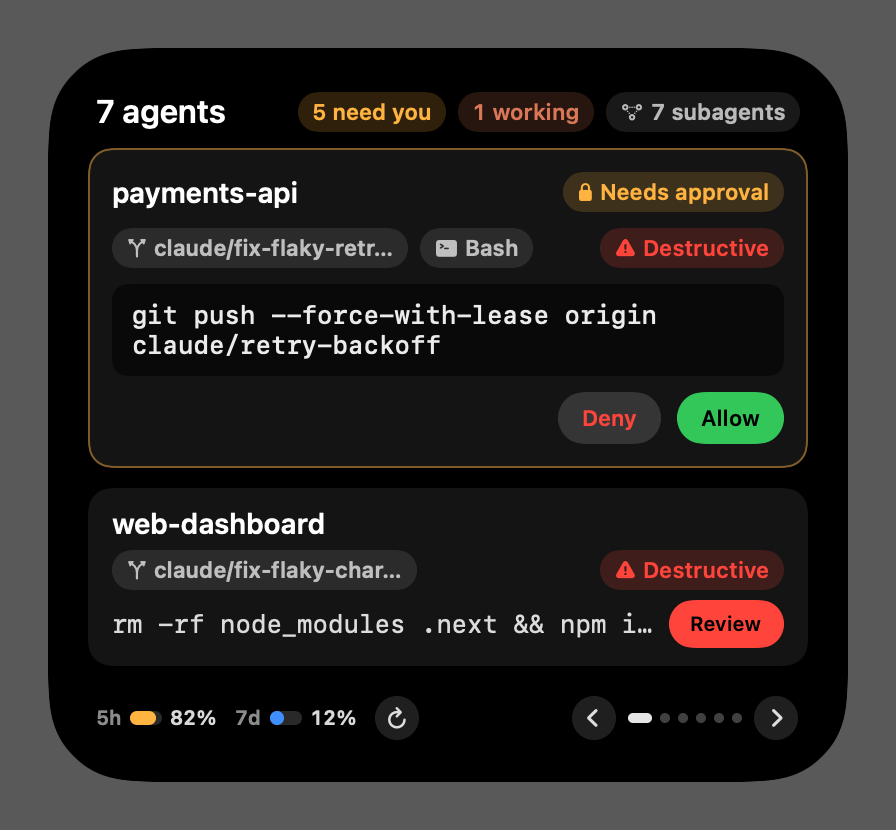 7 agents
5 need you
1 working
7 subagents
payments-api
Needs approval
claude/fix-flaky-retr...
Bash
Destructive
git push --force-with-lease origin
claude/retry-backoff
Deny
Allow
web-dashboard
claude/fix-flaky-char...
Destructive
rm -rf node_modules .next && npm i…
Review
5h 82% 7d 12%